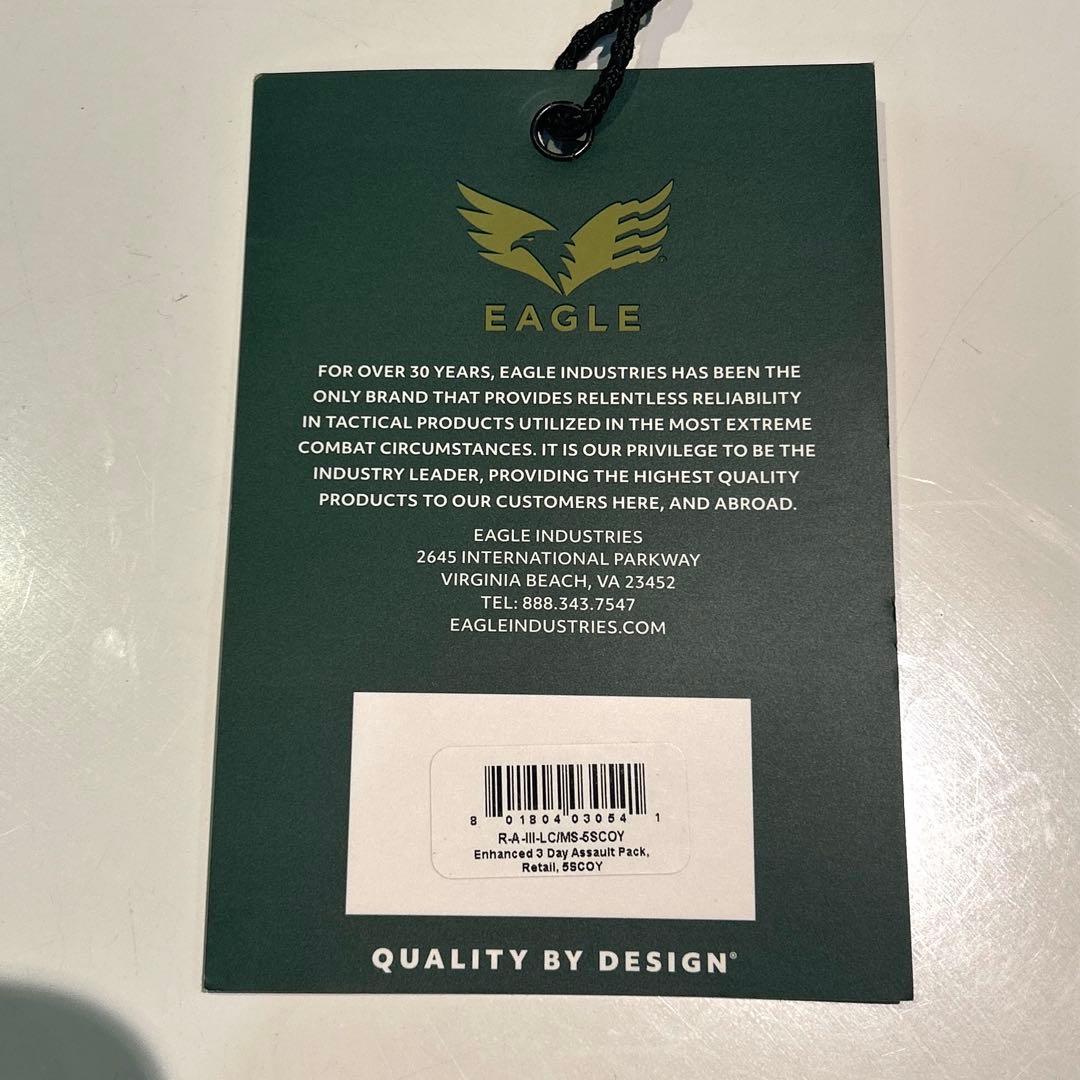 EAGLE
FOR OVER 30 YEARS, EAGLE INDUSTRIES HAS BEEN THE
ONLY BRAND THAT PROVIDES RELENTLESS RELIABILITY
IN TACTICAL PRODUCTS UTILIZED IN THE MOST EXTREME
COMBAT CIRCUMSTANCES. IT IS OUR PRIVILEGE TO BE THE
INDUSTRY LEADER, PROVIDING THE HIGHEST QUALITY
PRODUCTS TO OUR CUSTOMERS HERE, AND ABROAD.
EAGLE INDUSTRIES
2645 INTERNATIONAL PARKWAY
VIRGINIA BEACH, VA 23452
TEL: 888.343.7547
EAGLEINDUSTRIES.COM
8 01804 03054 1
R-A-III-LC/MS-5SCOY
Enhanced 3 Day Assault Pack,
Retail, 5SCOY
QUALITY BY DESIGN®